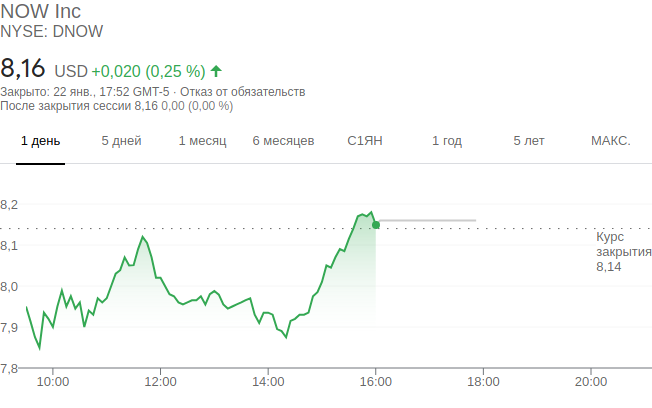 NOW Inc
NYSE: DNOW
8,16 USD +0,020 (0,25 %)
Закрыто: 22 янв., 17:52 GMT-5 · Отказ от обязательств
После закрытия сессии 8,16 0,00 (0,00 %)
1 день 5 дней 1 месяц 6 месяцев С1ЯН 1 год 5 лет МАКС.
8,2
8,1
8,0
7,9
7,8
Курс
закрытия
8,14
10:00 12:00 14:00 16:00 18:00 20:00